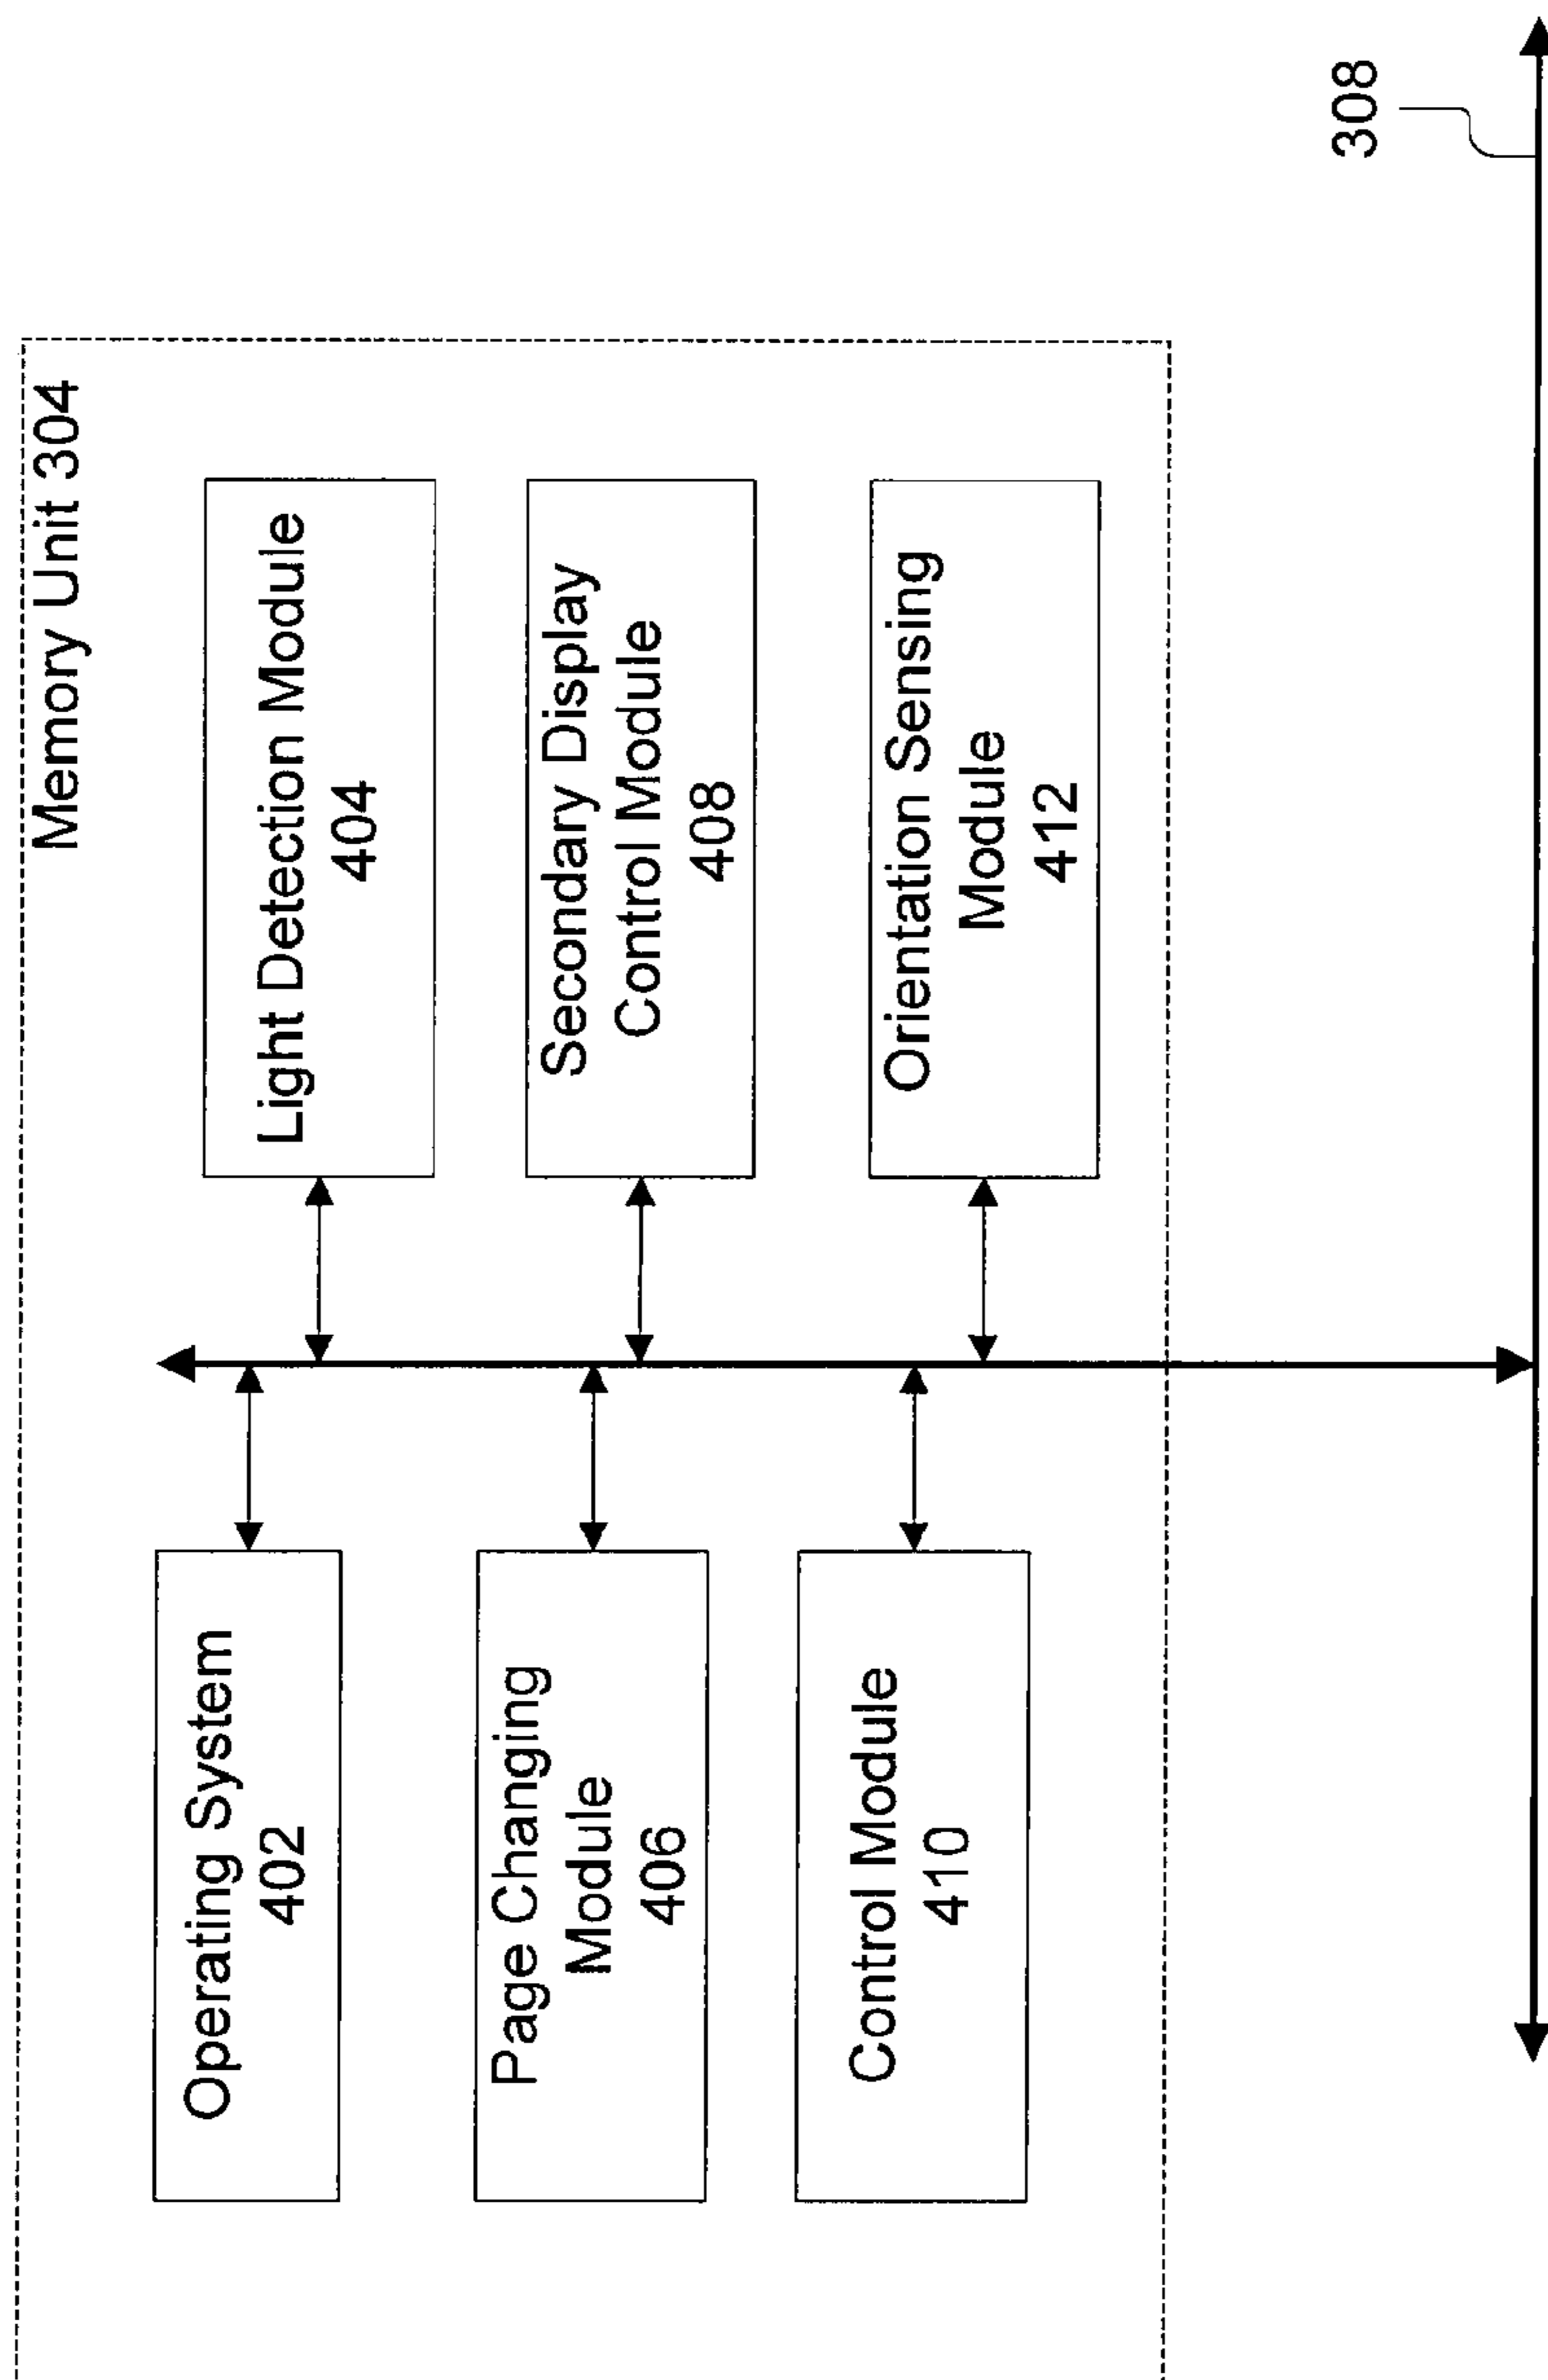 Memory Unit 304
Operating System
402
Light Detection Module
404
Page Changing
Module
406
Secondary Display
Control Module
408
Control Module
410
Orientation Sensing
Module
412
308